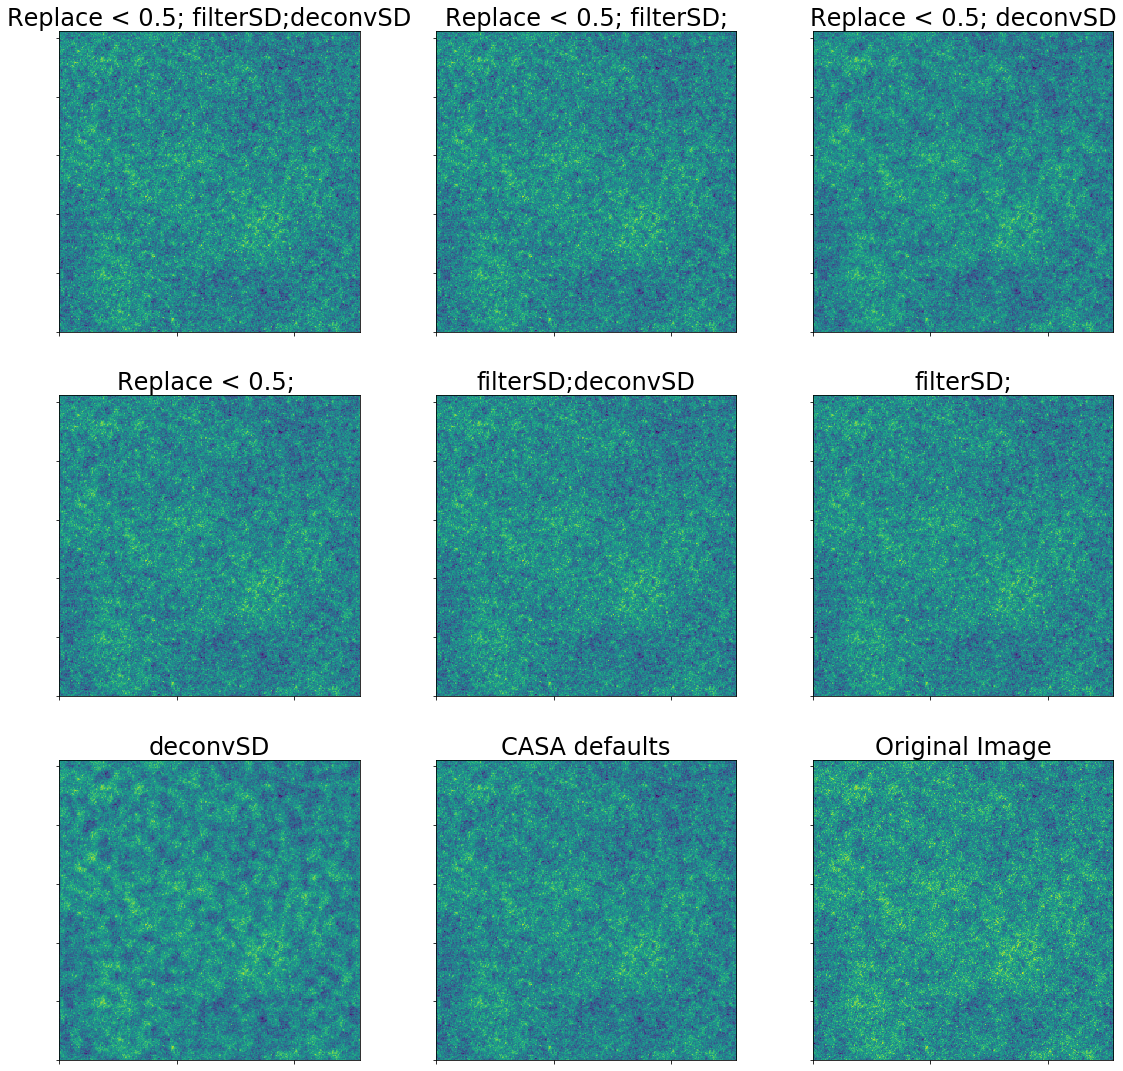 Replace < 0.5; filterSD;deconvSD
Replace < 0.5; filterSD;
Replace < 0.5; deconvSD
Replace < 0.5;
filterSD;deconvSD
filterSD;
deconvSD
CASA defaults
Original Image